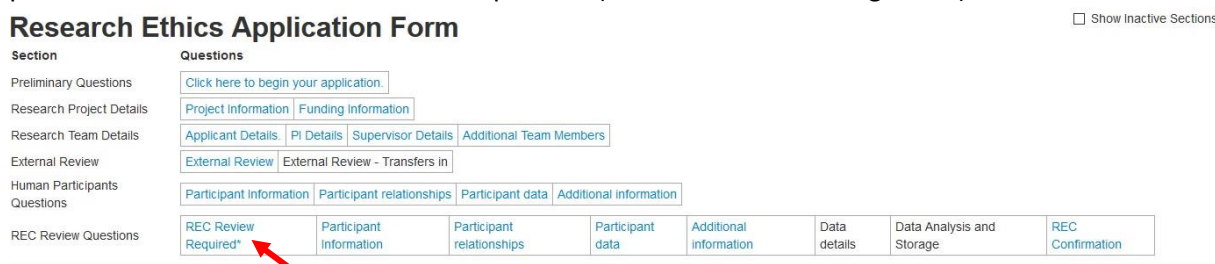 Research Ethics Application Form
Show Inactive Sections
Section Questions
Preliminary Questions Click here to begin your application.
Research Project Details Project Information Funding Information
Research Team Details Applicant Details. PI Details Supervisor Details Additional Team Members
External Review External Review External Review - Transfers in
Human Participants
Questions
Participant Information Participant relationships Participant data Additional information
REC Review Questions
REC Review Participant Participant Participant Additional Data Data Analysis and REC
Required* Information relationships data information details Storage Confirmation